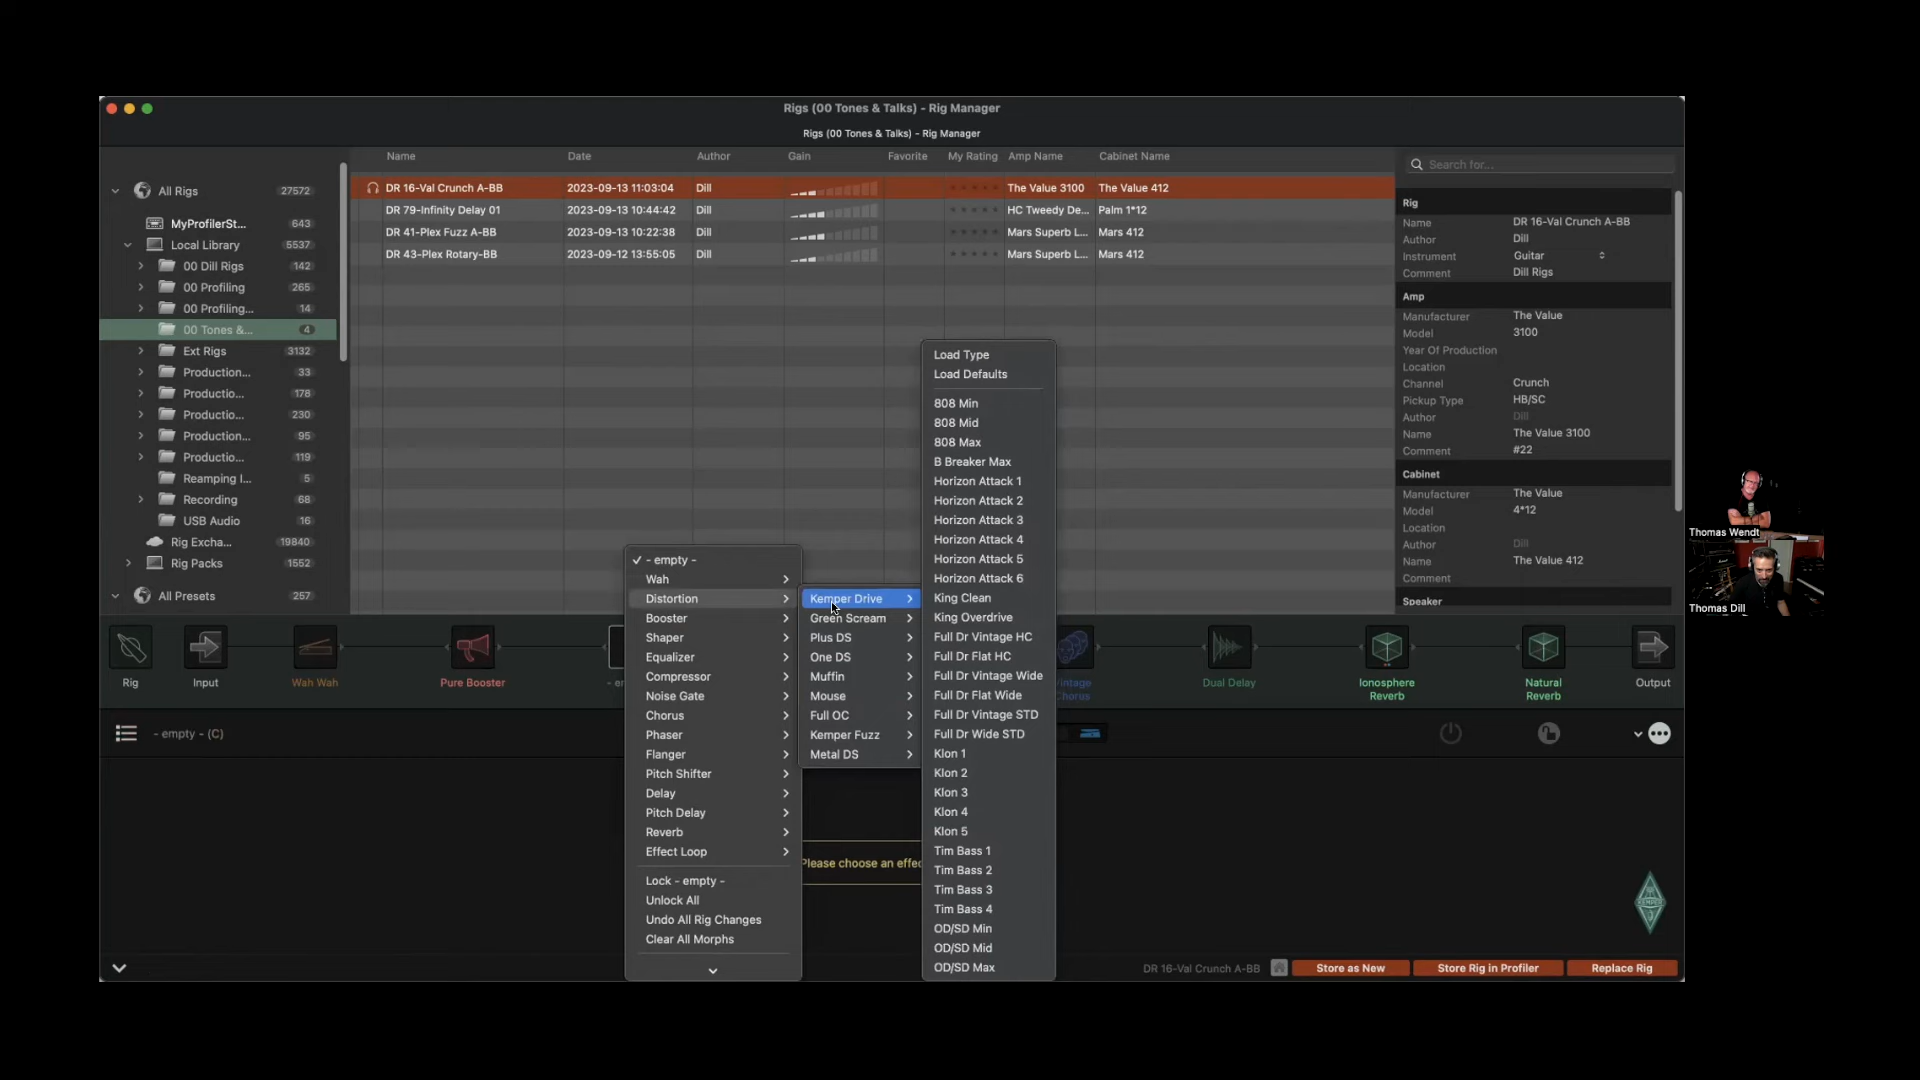 Rigs (00 Tones & Talks) - Rig Manager
Rigs (00 Tones & Talks) - Rig Manager
Name Date Author Gain Favorite My Rating Amp Name Cabinet Name
DR 16-Val Crunch A-BB 2023-09-13 11:03:04 Dill The Value 3100 The Value 412
DR 79-Infinity Delay 01 2023-09-13 10:44:42 Dill HC Tweedy De... Palm 1*12
DR 41-Plex Fuzz A-BB 2023-09-13 10:22:38 Dill Mars Superb L... Mars 412
DR 43-Plex Rotary-BB 2023-09-12 13:55:05 Dill Mars Superb L... Mars 412
All Rigs 27572
MyProfilerSt... 643
Local Library 5537
00 Dill Rigs 142
00 Profiling 265
00 Profiling... 14
00 Tones &... 4
Ext Rigs 3132
Production... 33
Productio... 178
Productio... 230
Production... 95
Productio... 119
Reamping I... 5
Recording 68
USB Audio 16
Rig Excha... 19840
Rig Packs 1552
All Presets 257
Search for...
Rig
Name DR 16-Val Crunch A-BB
Author Dill
Instrument Guitar
Comment Dill Rigs
Amp
Manufacturer The Value
Model 3100
Year Of Production
Location
Channel Crunch
Pickup Type HB/SC
Author Dill
Name The Value 3100
Comment #22
Cabinet
Manufacturer The Value
Model 4*12
Location
Author Dill
Name The Value 412
Comment
Speaker
- empty -
Wah
Distortion
Booster
Shaper
Equalizer
Compressor
Noise Gate
Chorus
Phaser
Flanger
Pitch Shifter
Delay
Pitch Delay
Reverb
Effect Loop
Lock - empty -
Unlock All
Undo All Rig Changes
Clear All Morphs
Kemper Drive
Green Scream
Plus DS
One DS
Muffin
Mouse
Full OC
Kemper Fuzz
Metal DS
Load Type
Load Defaults
808 Min
808 Mid
808 Max
B Breaker Max
Horizon Attack 1
Horizon Attack 2
Horizon Attack 3
Horizon Attack 4
Horizon Attack 5
Horizon Attack 6
King Clean
King Overdrive
Full Dr Vintage HC
Full Dr Flat HC
Full Dr Vintage Wide
Full Dr Flat Wide
Full Dr Vintage STD
Full Dr Wide STD
Klon 1
Klon 2
Klon 3
Klon 4
Klon 5
Tim Bass 1
Tim Bass 2
Tim Bass 3
Tim Bass 4
OD/SD Min
OD/SD Mid
OD/SD Max
Rig
Input
Wah Wah
Pure Booster
- em
Vintage
Chorus
Dual Delay
Ionosphere
Reverb
Natural
Reverb
Output
- empty - (C)
Please choose an effec
KEMPER
DR 16-Val Crunch A-BB
Store as New
Store Rig in Profiler
Replace Rig
Thomas Wendt
Thomas Dill